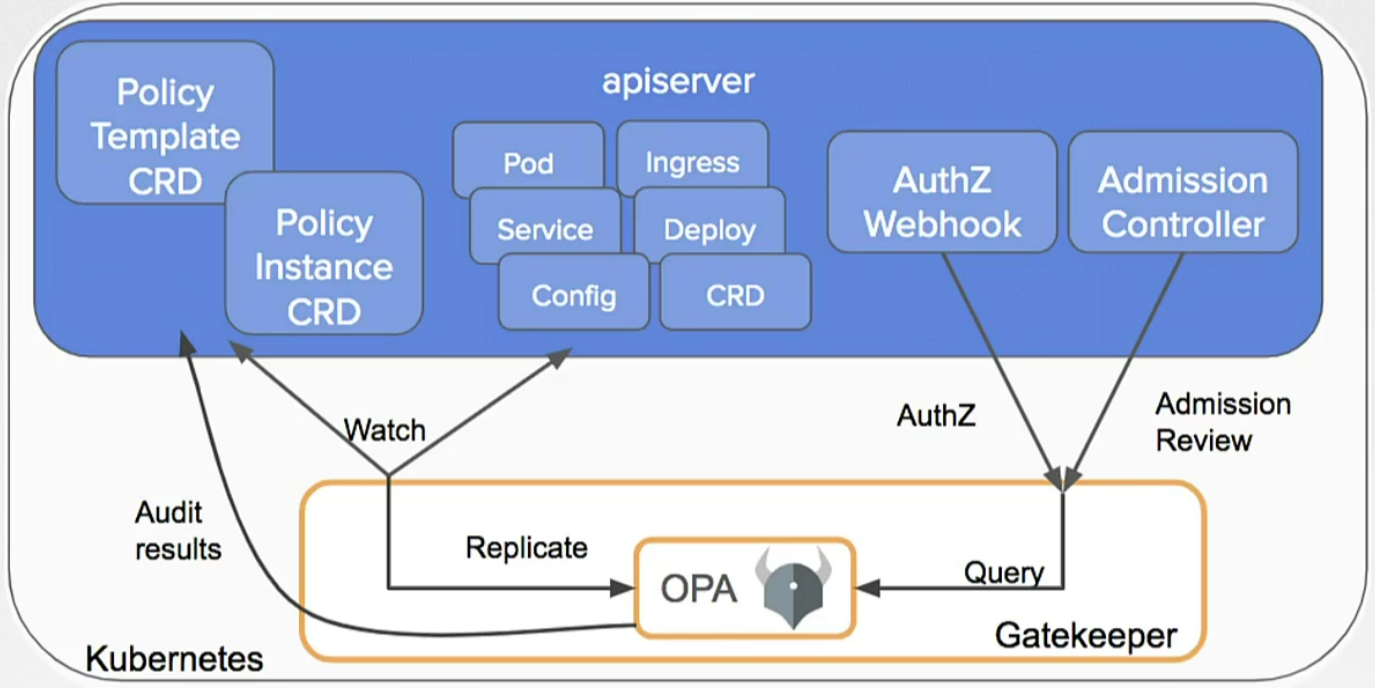 apiserver
Policy
Template
CRD
Policy
Instance
CRD
Pod
Ingress
Service
Deploy
Config
CRD
AuthZ
Webhook
Admission
Controller
Watch
AuthZ
Admission
Review
Audit
results
Replicate
OPA
Query
Gatekeeper
Kubernetes